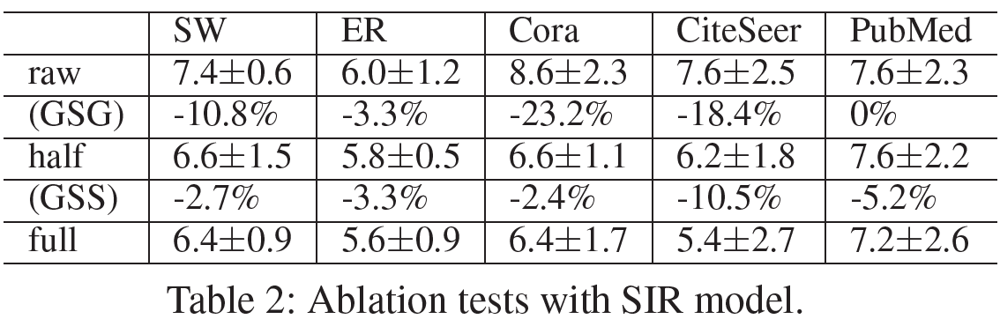 SW ER Cora CiteSeer PubMed
raw 7.4±0.6 6.0±1.2 8.6±2.3 7.6±2.5 7.6±2.3
(GSG) -10.8% -3.3% -23.2% -18.4% 0%
half 6.6±1.5 5.8±0.5 6.6±1.1 6.2±1.8 7.6±2.2
(GSS) -2.7% -3.3% -2.4% -10.5% -5.2%
full 6.4±0.9 5.6±0.9 6.4±1.7 5.4±2.7 7.2±2.6
Table 2: Ablation tests with SIR model.